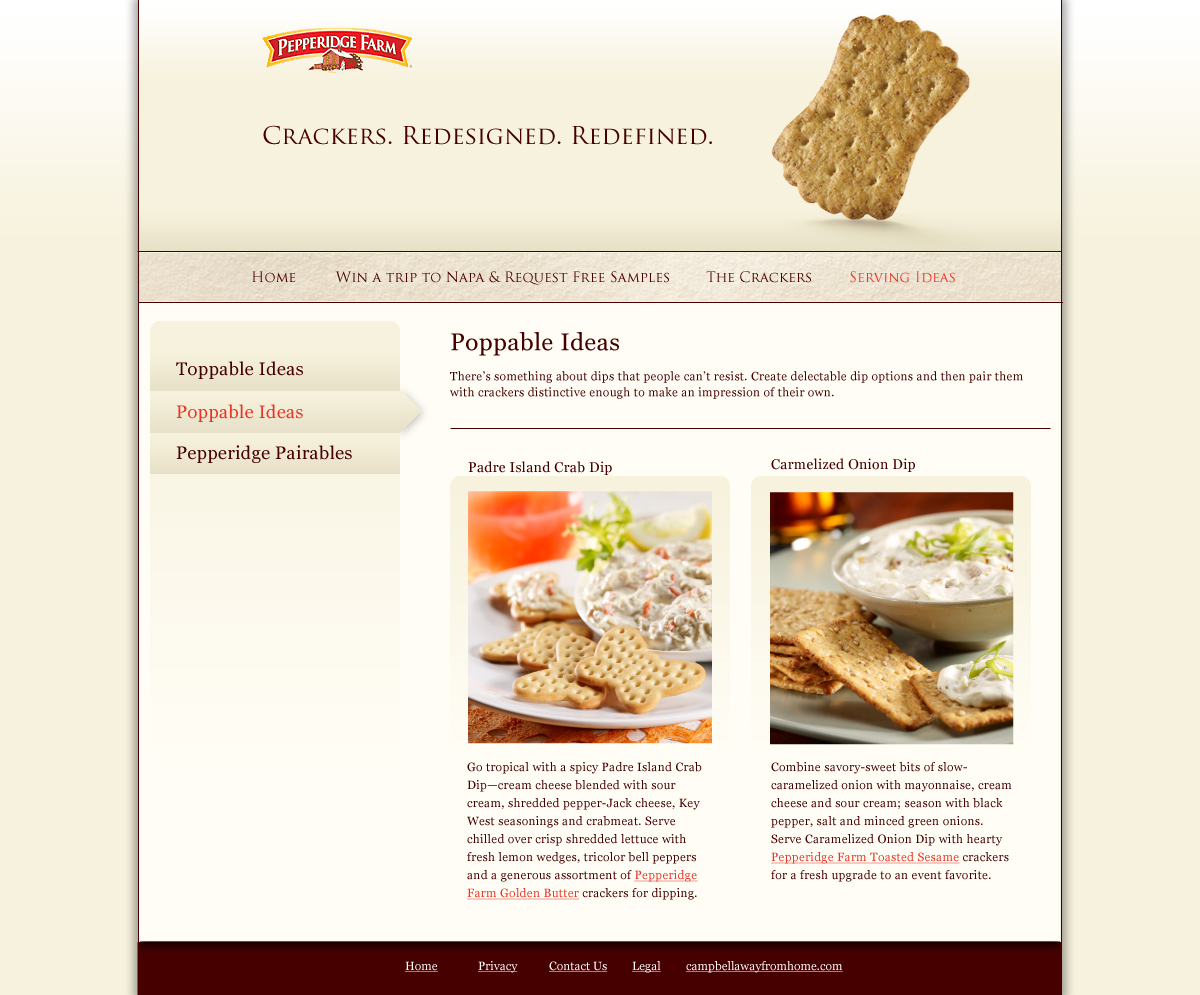 PEPPERIDGE FARM
CRACKERS. REDESIGNED. REDEFINED.
HOME WIN A TRIP TO NAPA & REQUEST FREE SAMPLES THE CRACKERS SERVING IDEAS
Toppable Ideas
Poppable Ideas
Pepperidge Pairables
Poppable Ideas
There's something about dips that people can't resist. Create delectable dip options and then pair them
with crackers distinctive enough to make an impression of their own.
Padre Island Crab Dip
Go tropical with a spicy Padre Island Crab
Dip—cream cheese blended with sour
cream, shredded pepper-Jack cheese, Key
West seasonings and crabmeat. Serve
chilled over crisp shredded lettuce with
fresh lemon wedges, tricolor bell peppers
and a generous assortment of Pepperidge
Farm Golden Butter crackers for dipping.
Carmelized Onion Dip
Combine savory-sweet bits of slow-
caramelized onion with mayonnaise, cream
cheese and sour cream; season with black
pepper, salt and minced green onions.
Serve Caramelized Onion Dip with hearty
Pepperidge Farm Toasted Sesame crackers
for a fresh upgrade to an event favorite.
Home Privacy Contact Us Legal campbellawayfromhome.com